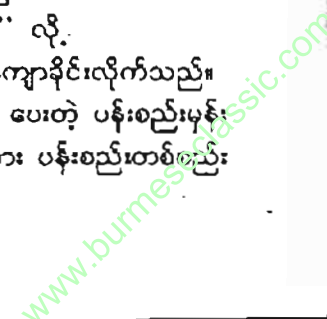 လို့
ကျောခိုင်းလိုက်သည်။
ပေးတဲ့ ပန်းစည်းမှန်း
ပန်းစည်းတစ်စည်း
www.burmeseclassic.com